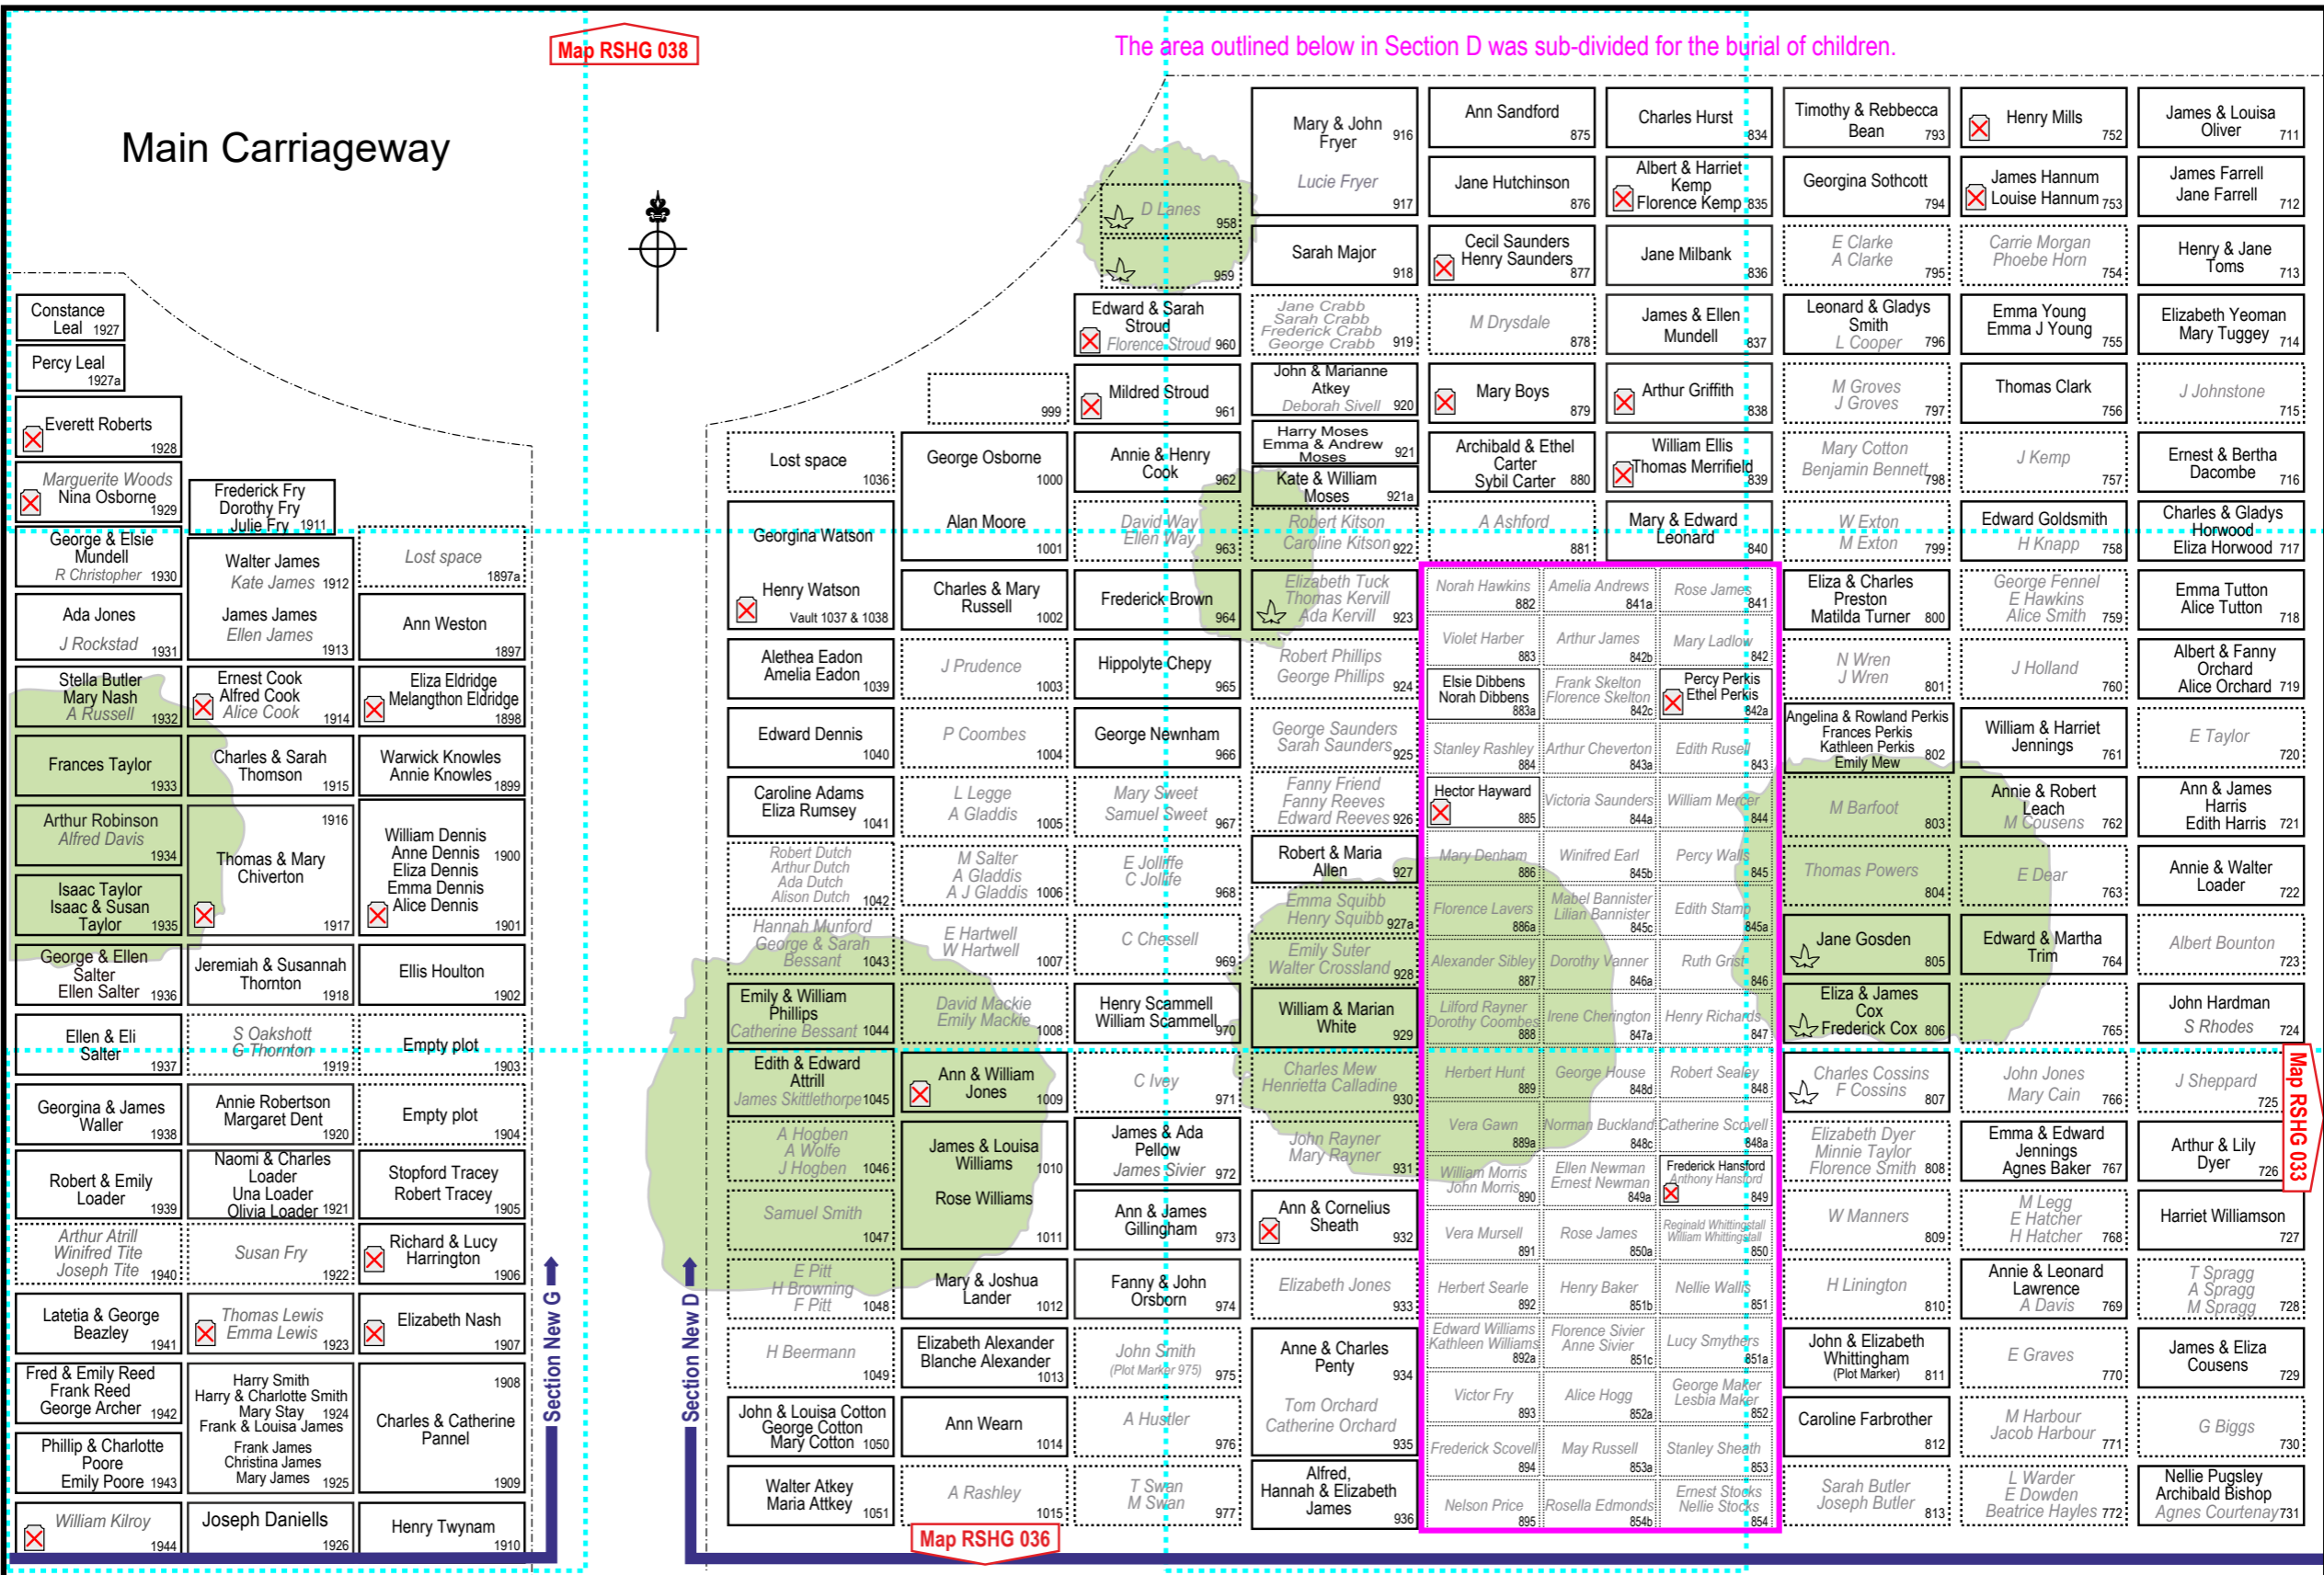 Map RSHG 038
The area outlined below in Section D was sub-divided for the burial of children.
Main Carriageway
Constance
Leal 1927
Percy Leal
1927a
Everett Roberts
1928
Marguerite Woods
Nina Osborne
1929
George & Elsie
Mundell
R Christopher 1930
Ada Jones
J Rockstad 1931
Stella Butler
Mary Nash
A Russell 1932
Frances Taylor
1933
Arthur Robinson
Alfred Davis
1934
Isaac Taylor
Isaac & Susan
Taylor 1935
George & Ellen
Salter
Ellen Salter 1936
Ellen & Eli
Salter
1937
Georgina & James
Waller
1938
Robert & Emily
Loader
1939
Arthur Atrill
Winifred Tite
Joseph Tite 1940
Latetia & George
Beazley
1941
Fred & Emily Reed
Frank Reed
George Archer 1942
Phillip & Charlotte
Poore
Emily Poore 1943
William Kilroy
1944
Frederick Fry
Dorothy Fry
Julie Fry 1911
Walter James
Kate James 1912
James James
Ellen James
1913
Ernest Cook
Alfred Cook
Alice Cook 1914
Charles & Sarah
Thomson
1915
1916
Thomas & Mary
Chiverton
1917
Jeremiah & Susannah
Thornton
1918
S Oakshott
G Thornton
1919
Annie Robertson
Margaret Dent
1920
Naomi & Charles
Loader
Una Loader
Olivia Loader 1921
Susan Fry
1922
Thomas Lewis
Emma Lewis
1923
Harry Smith
Harry & Charlotte Smith
Mary Stay 1924
Frank & Louisa James
Frank James
Christina James
Mary James 1925
Joseph Daniells
1926
Lost space
1897a
Ann Weston
1897
Eliza Eldridge
Melangthon Eldridge
1898
Warwick Knowles
Annie Knowles
1899
William Dennis
Anne Dennis 1900
Eliza Dennis
Emma Dennis
Alice Dennis
1901
Ellis Houlton
1902
Empty plot
1903
Empty plot
1904
Stopford Tracey
Robert Tracey
1905
Richard & Lucy
Harrington
1906
Elizabeth Nash
1907
1908
Charles & Catherine
Pannel
1909
Henry Twynam
1910
Section New G
Section New D
Lost space
1036
Georgina Watson
Henry Watson
Vault 1037 & 1038
Alethea Eadon
Amelia Eadon
1039
Edward Dennis
1040
Caroline Adams
Eliza Rumsey
1041
Robert Dutch
Arthur Dutch
Ada Dutch
Alison Dutch 1042
Hannah Munford
George & Sarah
Bessant 1043
Emily & William
Phillips
Catherine Bessant 1044
Edith & Edward
Attrill
James Skittlethorpe 1045
A Hogben
A Wolfe
J Hogben 1046
Samuel Smith
1047
E Pitt
H Browning
F Pitt 1048
H Beermann
1049
John & Louisa Cotton
George Cotton
Mary Cotton 1050
Walter Atkey
Maria Attkey
1051
999
George Osborne
1000
Alan Moore
1001
Charles & Mary
Russell
1002
J Prudence
1003
P Coombes
1004
L Legge
A Gladdis
1005
M Salter
A Gladdis
A J Gladdis 1006
E Hartwell
W Hartwell
1007
David Mackie
Emily Mackie
1008
Ann & William
Jones
1009
James & Louisa
Williams 1010
Rose Williams
1011
Mary & Joshua
Lander
1012
Elizabeth Alexander
Blanche Alexander
1013
Ann Wearn
1014
A Rashley
1015
Map RSHG 036
D Lanes
958
959
Edward & Sarah
Stroud
Florence Stroud 960
Mildred Stroud
961
Annie & Henry
Cook
962
David Way
Ellen Way
963
Frederick Brown
964
Hippolyte Chepy
965
George Newnham
966
Mary Sweet
Samuel Sweet
967
E Jolliffe
C Jollife
968
C Chessell
969
Henry Scammell
William Scammell
970
C Ivey
971
James & Ada
Pellow
James Sivier 972
Ann & James
Gillingham
973
Fanny & John
Orsborn
974
John Smith
(Plot Marker 975) 975
A Hustler
976
T Swan
M Swan
977
Mary & John 916
Fryer
Lucie Fryer
917
Sarah Major
918
Jane Crabb
Sarah Crabb
Frederick Crabb
George Crabb 919
John & Marianne
Atkey
Deborah Sivell 920
Harry Moses
Emma & Andrew
Moses 921
Kate & William
Moses 921a
Robert Kitson
Caroline Kitson 922
Elizabeth Tuck
Thomas Kervill
Ada Kervill 923
Robert Phillips
George Phillips
924
George Saunders
Sarah Saunders
925
Fanny Friend
Fanny Reeves
Edward Reeves 926
Robert & Maria
Allen 927
Emma Squibb
Henry Squibb 927a
Emily Suter
Walter Crossland
928
William & Marian
White
929
Charles Mew
Henrietta Calladine
930
John Rayner
Mary Rayner
931
Ann & Cornelius
Sheath
932
Elizabeth Jones
933
Anne & Charles
Penty
934
Tom Orchard
Catherine Orchard
935
Alfred,
Hannah & Elizabeth
James
936
Ann Sandford
875
Jane Hutchinson
876
Cecil Saunders
Henry Saunders
877
M Drysdale
878
Mary Boys
879
Archibald & Ethel
Carter
Sybil Carter 880
A Ashford
881
Charles Hurst
834
Albert & Harriet
Kemp
Florence Kemp 835
Jane Milbank
836
James & Ellen
Mundell
837
Arthur Griffith
838
William Ellis
Thomas Merrifield
839
Mary & Edward
Leonard
840
Norah Hawkins
882
Amelia Andrews
841a
Rose James
841
Violet Harber
883
Arthur James
842b
Mary Ladlow
842
Elsie Dibbens
Norah Dibbens
883a
Frank Skelton
Florence Skelton
842c
Percy Perkis
Ethel Perkis
842a
Stanley Rashley
884
Arthur Cheverton
843a
Edith Rusell
843
Hector Hayward
885
Victoria Saunders
844a
William Mercer
844
Mary Denham
886
Winifred Earl
845b
Percy Walls
845
Florence Lavers
886a
Mabel Bannister
Lilian Bannister
845c
Edith Stamp
845a
Alexander Sibley
887
Dorothy Vanner
846a
Ruth Grist
846
Lilford Rayner
Dorothy Coombes
888
Irene Cherington
847a
Henry Richards
847
Herbert Hunt
889
George House
848d
Robert Sealey
848
Vera Gawn
889a
Norman Buckland
848c
Catherine Scovell
848a
William Morris
John Morris
890
Ellen Newman
Ernest Newman
849a
Frederick Hansford
Anthony Hansford
849
Vera Mursell
891
Rose James
850a
Reginald Whittingstall
William Whittingstall
850
Herbert Searle
892
Henry Baker
851b
Nellie Wallis
851
Edward Williams
Kathleen Williams
892a
Florence Sivier
Anne Sivier
851c
Lucy Smythers
851a
Victor Fry
893
Alice Hogg
852a
George Maker
Lesbia Maker
852
Frederick Scovell
894
May Russell
853a
Stanley Sheath
853
Nelson Price
895
Rosella Edmonds
854b
Ernest Stocks
Nellie Stocks
854
Timothy & Rebbecca
Bean 793
Georgina Sothcott
794
E Clarke
A Clarke
795
Leonard & Gladys
Smith
L Cooper 796
M Groves
J Groves
797
Mary Cotton
Benjamin Bennett
798
W Exton
M Exton
799
Eliza & Charles
Preston
Matilda Turner 800
N Wren
J Wren
801
Angelina & Rowland Perkis
Frances Perkis
Kathleen Perkis
Emily Mew 802
M Barfoot
803
Thomas Powers
804
Jane Gosden
805
Eliza & James
Cox
Frederick Cox 806
Charles Cossins
F Cossins
807
Elizabeth Dyer
Minnie Taylor
Florence Smith 808
W Manners
809
H Linington
810
John & Elizabeth
Whittingham
(Plot Marker) 811
Caroline Farbrother
812
Sarah Butler
Joseph Butler
813
Henry Mills
752
James Hannum
Louise Hannum 753
Carrie Morgan
Phoebe Horn
754
Emma Young
Emma J Young
755
Thomas Clark
756
J Kemp
757
Edward Goldsmith
H Knapp 758
George Fennel
E Hawkins
Alice Smith 759
J Holland
760
William & Harriet
Jennings
761
Annie & Robert
Leach
M Cousens 762
E Dear
763
Edward & Martha
Trim
764
765
John Jones
Mary Cain
766
Emma & Edward
Jennings
Agnes Baker 767
M Legg
E Hatcher
H Hatcher 768
Annie & Leonard
Lawrence
A Davis 769
E Graves
770
M Harbour
Jacob Harbour
771
L Warder
E Dowden
Beatrice Hayles 772
James & Louisa
Oliver
711
James Farrell
Jane Farrell
712
Henry & Jane
Toms
713
Elizabeth Yeoman
Mary Tuggey
714
J Johnstone
715
Ernest & Bertha
Dacombe
716
Charles & Gladys
Horwood
Eliza Horwood 717
Emma Tutton
Alice Tutton
718
Albert & Fanny
Orchard
Alice Orchard 719
E Taylor
720
Ann & James
Harris
Edith Harris 721
Annie & Walter
Loader
722
Albert Bounton
723
John Hardman
S Rhodes 724
J Sheppard
725
Arthur & Lily
Dyer
726
Harriet Williamson
727
T Spragg
A Spragg
M Spragg 728
James & Eliza
Cousens
729
G Biggs
730
Nellie Pugsley
Archibald Bishop
Agnes Courtenay 731
Map RSHG 033